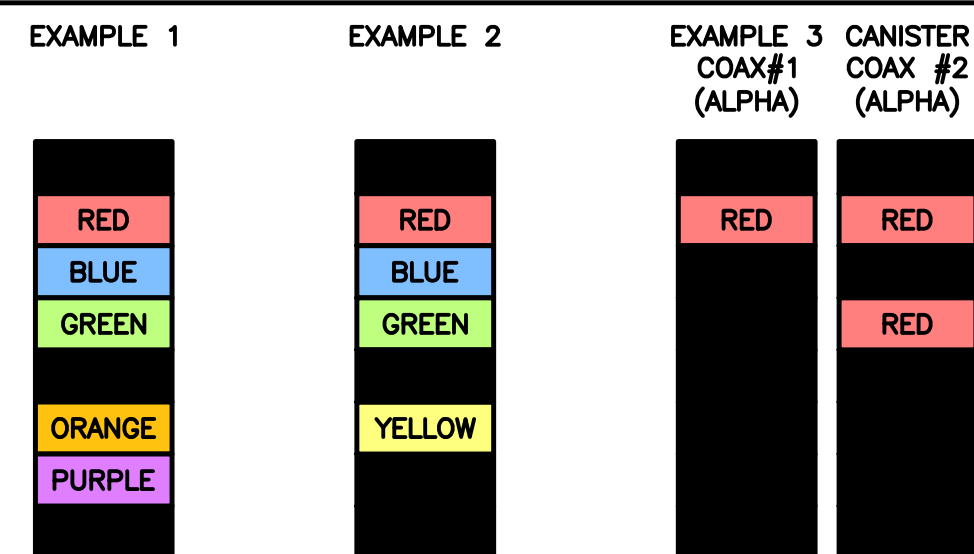 EXAMPLE 1
RED
BLUE
GREEN
ORANGE
PURPLE
EXAMPLE 2
RED
BLUE
GREEN
YELLOW
EXAMPLE 3
COAX#1
(ALPHA)
RED
CANISTER
COAX #2
(ALPHA)
RED
RED